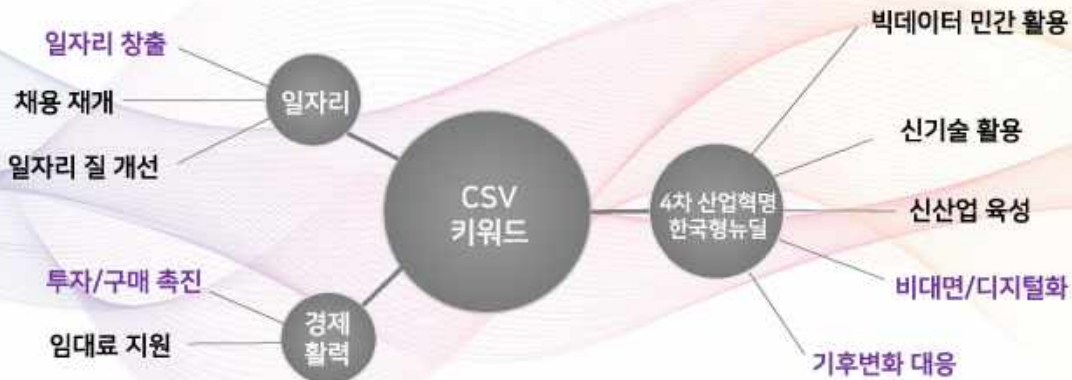 일자리 창출
채용 재개
일자리 질 개선
일자리
투자/구매 촉진
임대료 지원
경제
활력
CSV
키워드
4차 산업혁명
한국형뉴딜
빅데이터 민간 활용
신기술 활용
신산업 육성
비대면/디지털화
기후변화 대응